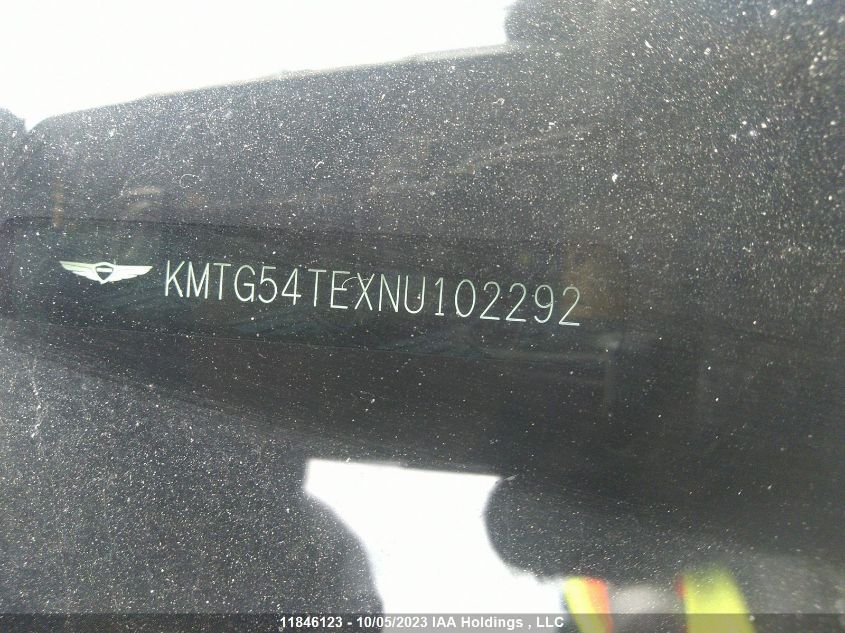 KMTG54TEXNU102292
11846123 - 10/05/2023 IAA Holdings , LLC